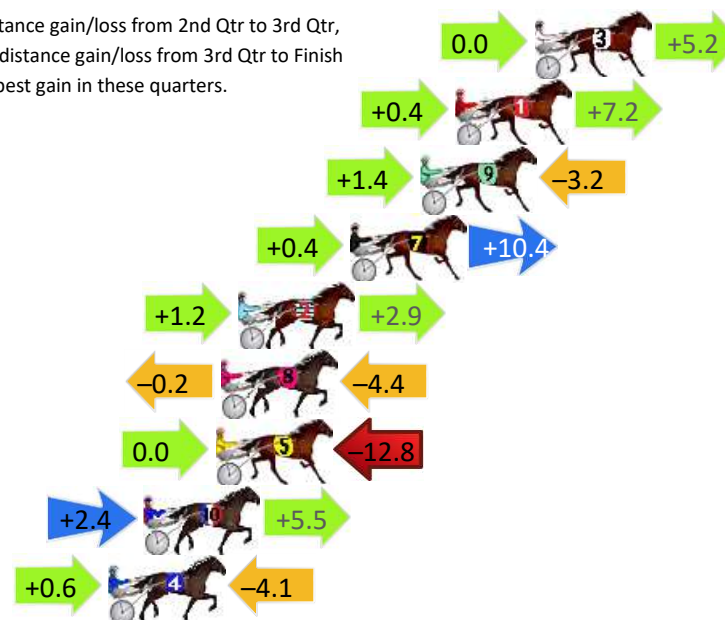 tance gain/loss from 2nd Qtr to 3rd Qtr,
distance gain/loss from 3rd Qtr to Finish
best gain in these quarters.
0.0 3 +5.2
+0.4 1 +7.2
+1.4 9 –3.2
+0.4 7 +10.4
+1.2 2 +2.9
–0.2 8 –4.4
0.0 5 –12.8
+2.4 10 +5.5
+0.6 4 –4.1